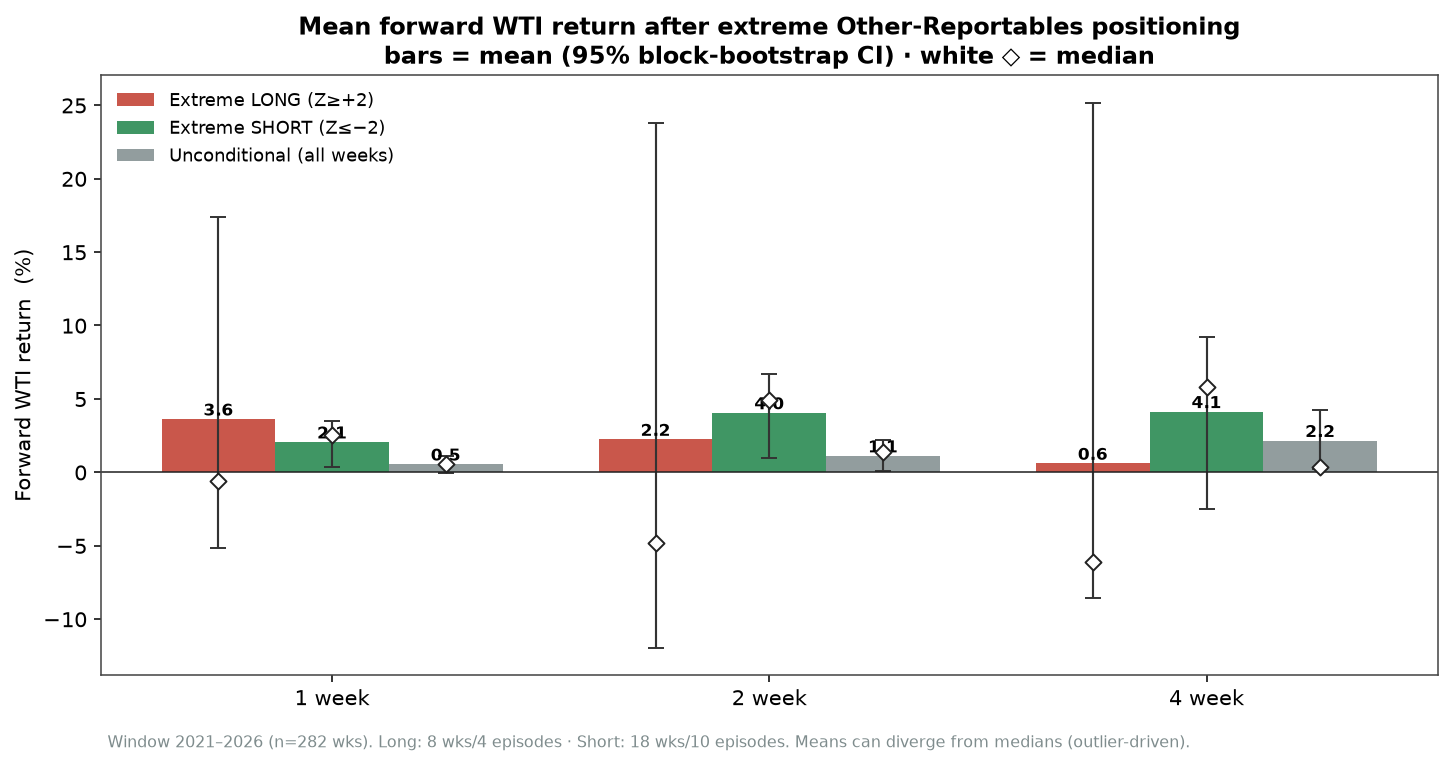 Mean forward WTI return after extreme Other-Reportables positioning
bars = mean (95% block-bootstrap CI) · white ◇ = median
Extreme LONG (Z≥+2)
Extreme SHORT (Z≤−2)
Unconditional (all weeks)
Forward WTI return (%)
25
20
15
10
5
0
−5
−10
3.6
2.1
0.5
2.2
4.0
1.1
0.6
4.1
2.2
1 week
2 week
4 week
Window 2021–2026 (n=282 wks). Long: 8 wks/4 episodes · Short: 18 wks/10 episodes. Means can diverge from medians (outlier-driven).